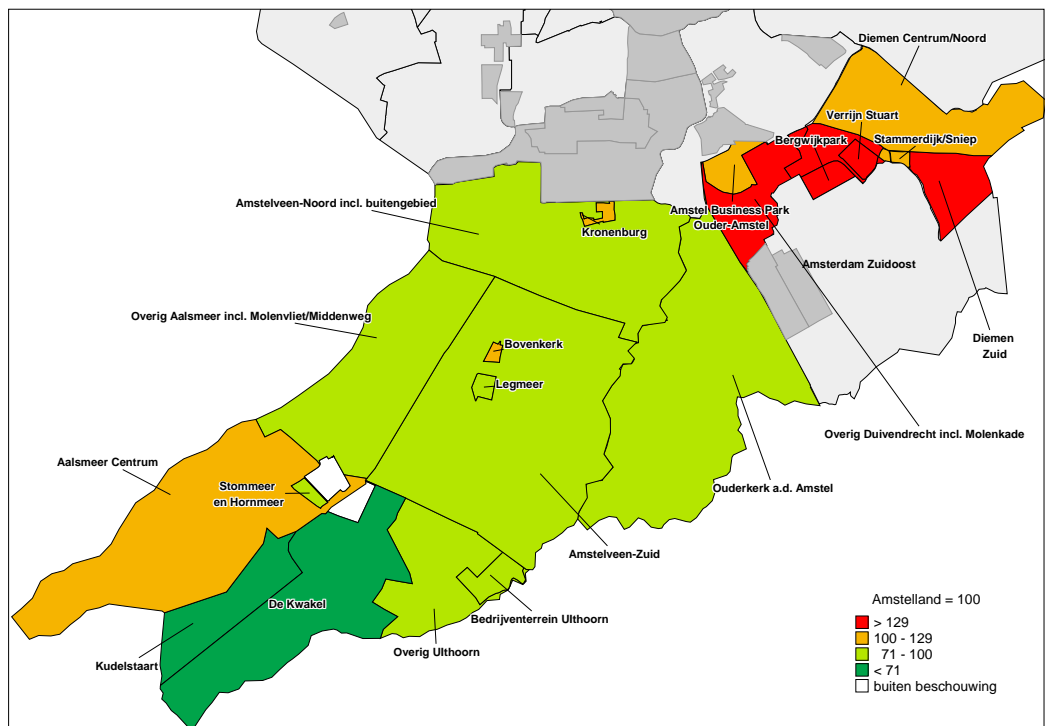 Diemen Centrum/Noord
Verrijn Stuart
Bergwijkpark
Stammerdijk/Sniep
Amstelveen-Noord incl. buitengebied
Kronenburg
Amstel Business Park
Ouder-Amstel
Amsterdam Zuidoost
Overig Aalsmeer incl. Molenvliet/Middenweg
Bovenkerk
Diemen
Zuid
Legmeer
Overig Duivendrecht incl. Molenkade
Aalsmeer Centrum
Stommeer
en Hornmeer
Ouderkerk a.d. Amstel
Amstelveen-Zuid
De Kwakel
Bedrijventerrein UIthoorn
Overig UIthoorn
Kudelstaart
Amstelland = 100
> 129
100 - 129
71 - 100
< 71
buiten beschouwing